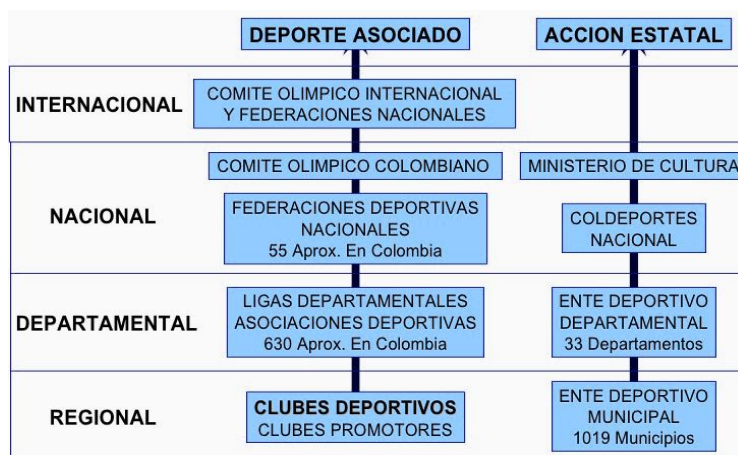 DEPORTE ASOCIADO
ACCION ESTATAL
INTERNACIONAL
COMITE OLIMPICO INTERNACIONAL
Y FEDERACIONES NACIONALES
NACIONAL
COMITE OLIMPICO COLOMBIANO
MINISTERIO DE CULTURA
FEDERACIONES DEPORTIVAS
NACIONALES
55 Aprox. En Colombia
COLDEPORTES
NACIONAL
DEPARTAMENTAL
LIGAS DEPARTAMENTALES
ASOCIACIONES DEPORTIVAS
630 Aprox. En Colombia
ENTE DEPORTIVO
DEPARTAMENTAL
33 Departamentos
REGIONAL
CLUBES DEPORTIVOS
CLUBES PROMOTORES
ENTE DEPORTIVO
MUNICIPAL
1019 Municipios